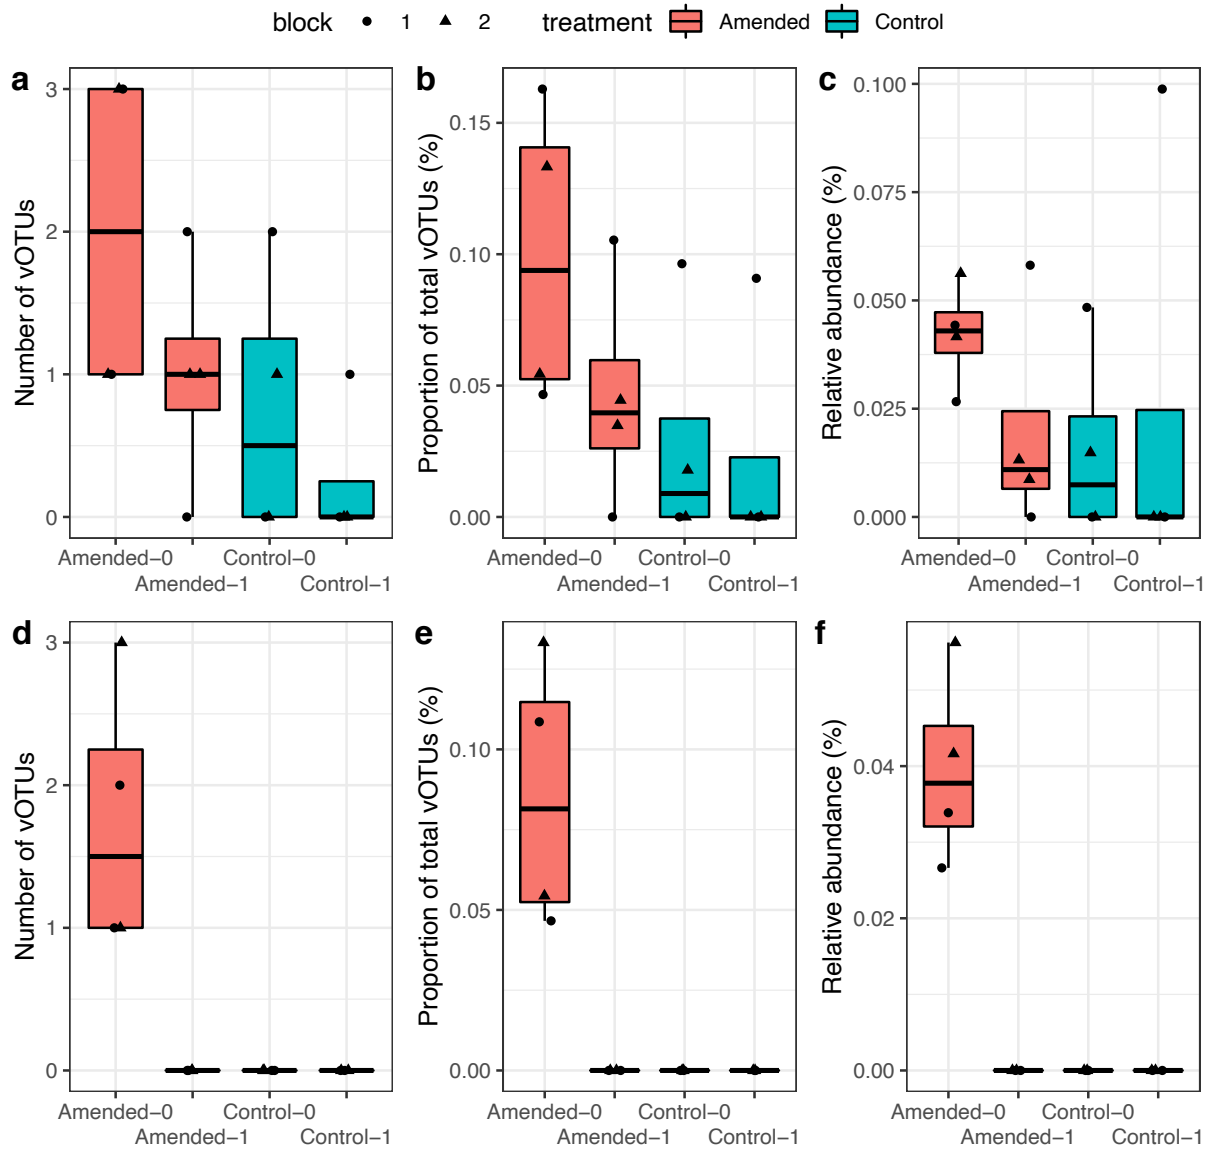 block 1 2 treatment Amended Control
a
Number of vOTUs
3
2
1
0
Amended−0 Control−0
Amended−1 Control−1
b
Proportion of total vOTUs (%)
0.15
0.10
0.05
0.00
Amended−0 Control−0
Amended−1 Control−1
c
Relative abundance (%)
0.100
0.075
0.050
0.025
0.000
Amended−0 Control−0
Amended−1 Control−1
d
Number of vOTUs
3
2
1
0
Amended−0 Control−0
Amended−1 Control−1
e
Proportion of total vOTUs (%)
0.10
0.05
0.00
Amended−0 Control−0
Amended−1 Control−1
f
Relative abundance (%)
0.04
0.02
0.00
Amended−0 Control−0
Amended−1 Control−1